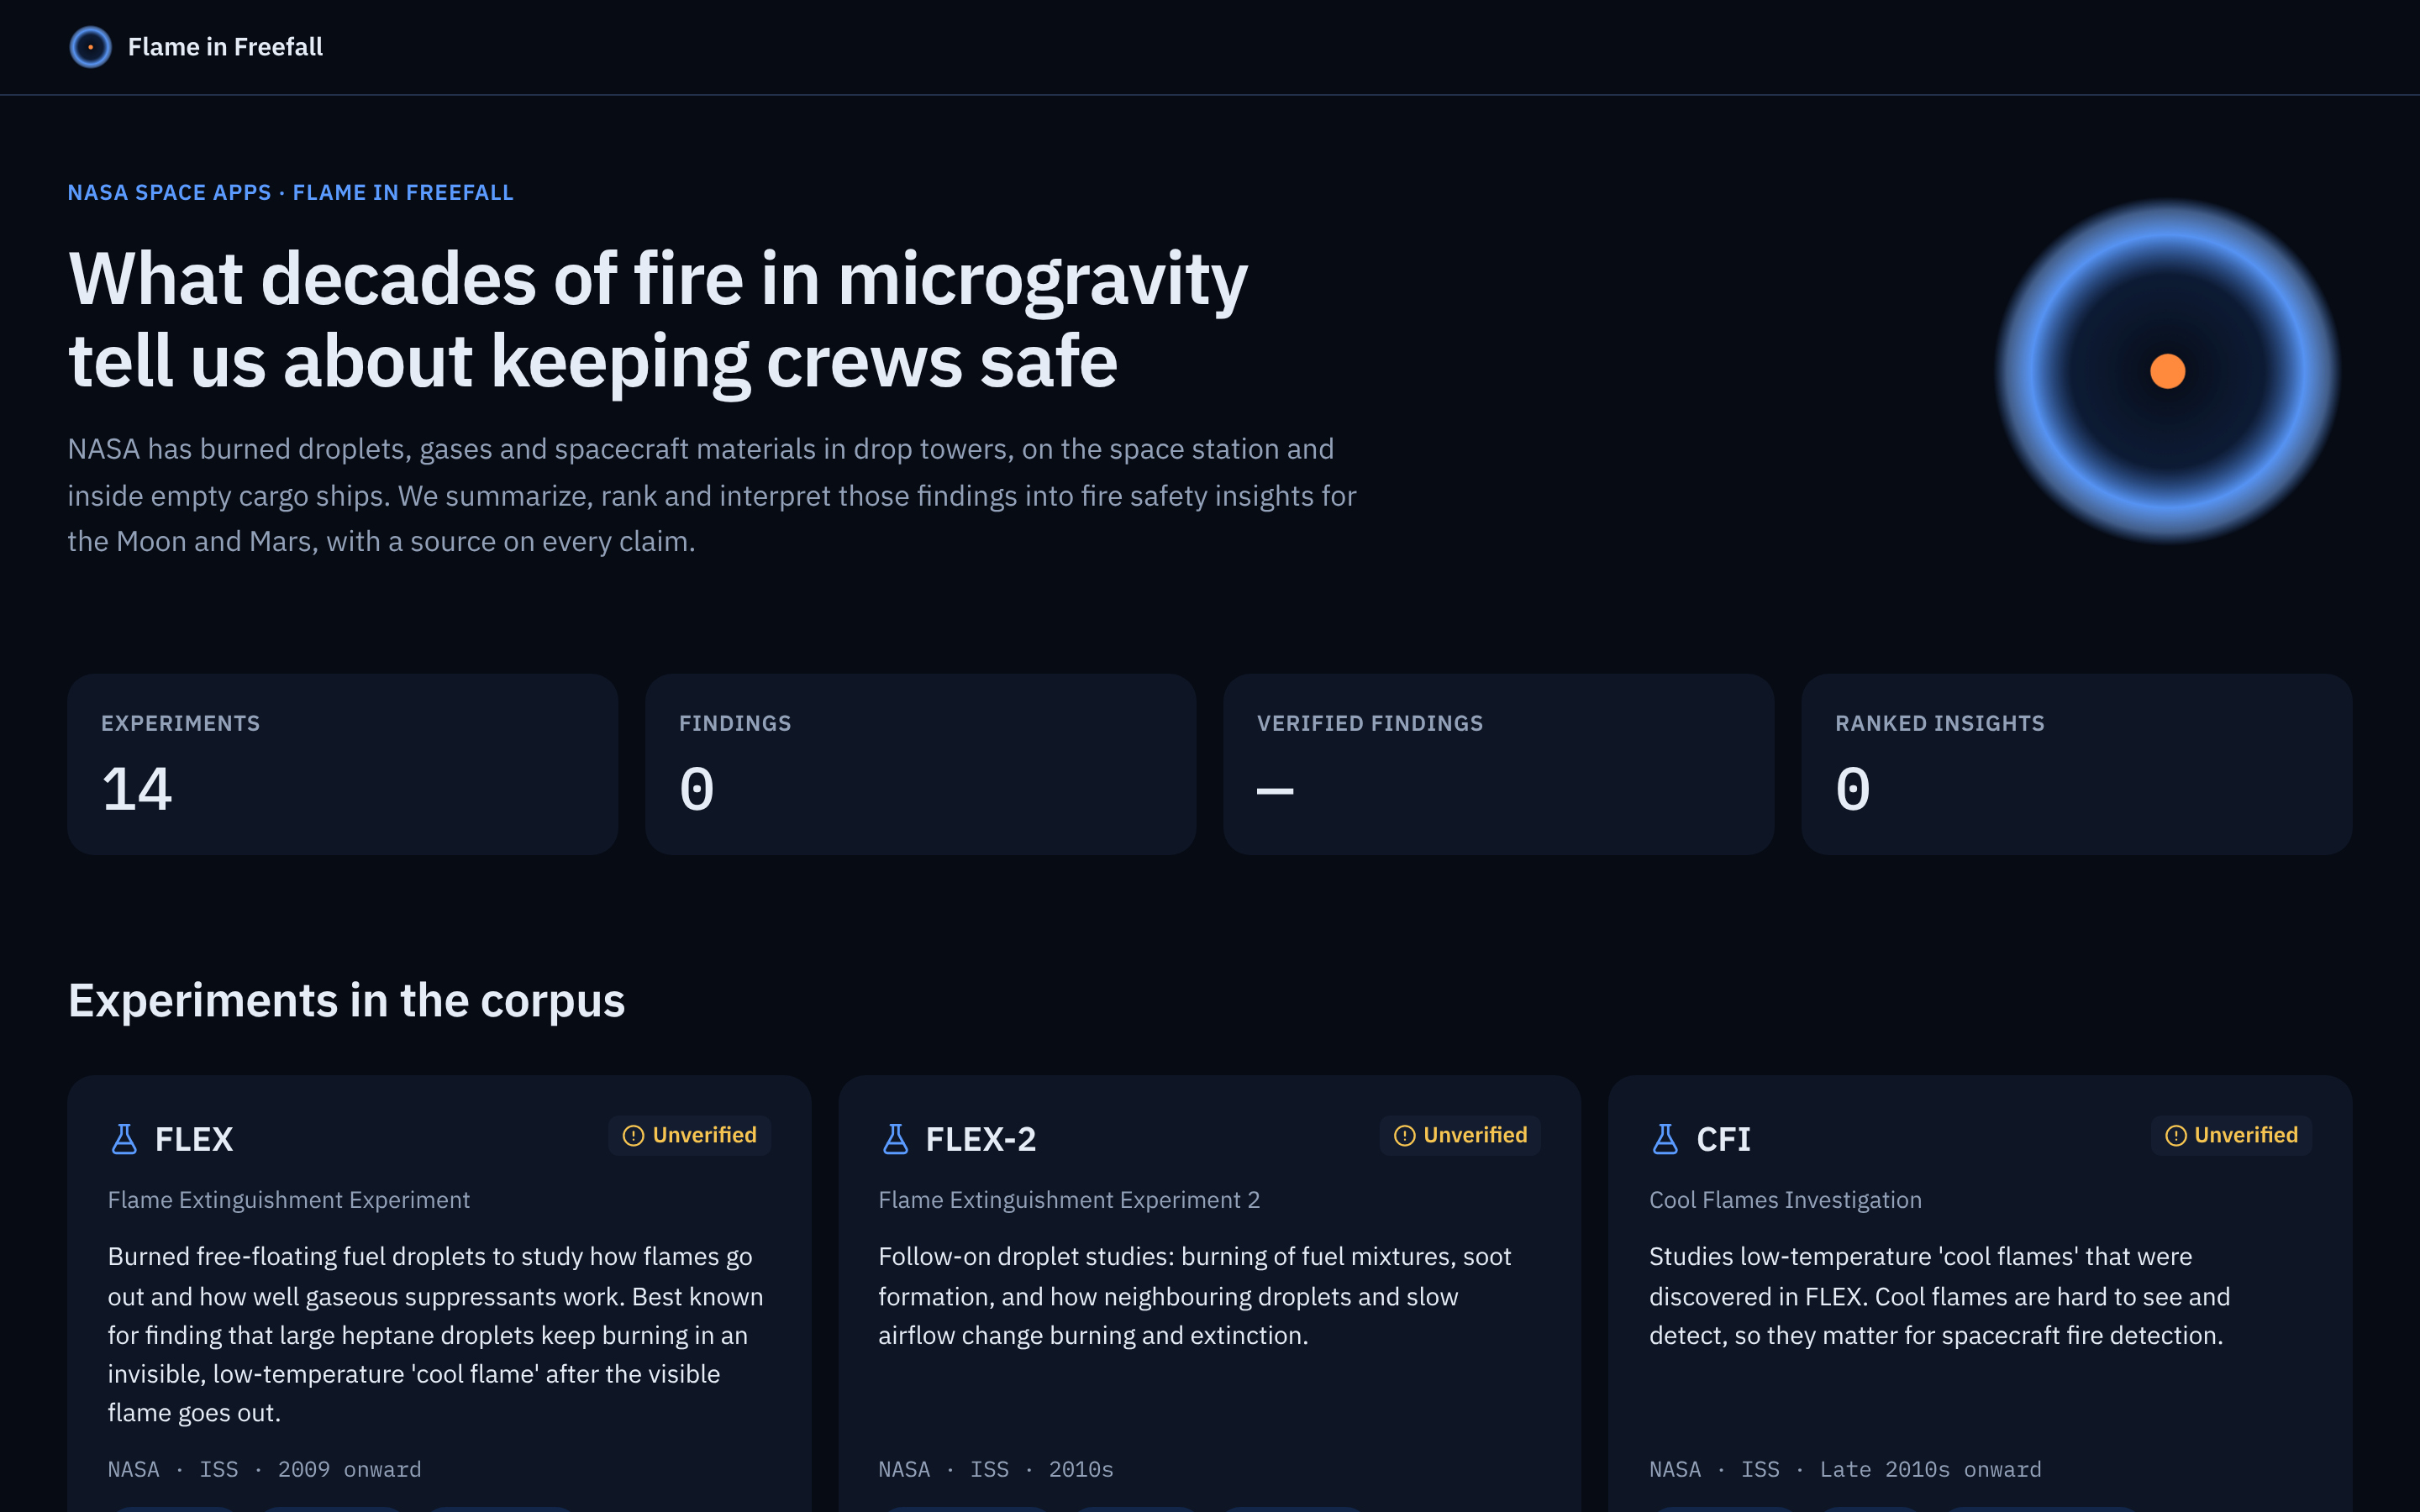 Flame in Freefall
NASA SPACE APPS · FLAME IN FREEFALL
What decades of fire in microgravity
tell us about keeping crews safe
NASA has burned droplets, gases and spacecraft materials in drop towers, on the space station and
inside empty cargo ships. We summarize, rank and interpret those findings into fire safety insights for
the Moon and Mars, with a source on every claim.
EXPERIMENTS
14
FINDINGS
0
VERIFIED FINDINGS
—
RANKED INSIGHTS
0
Experiments in the corpus
FLEX
Unverified
Flame Extinguishment Experiment
Burned free-floating fuel droplets to study how flames go
out and how well gaseous suppressants work. Best known
for finding that large heptane droplets keep burning in an
invisible, low-temperature 'cool flame' after the visible
flame goes out.
NASA · ISS · 2009 onward
FLEX-2
Unverified
Flame Extinguishment Experiment 2
Follow-on droplet studies: burning of fuel mixtures, soot
formation, and how neighbouring droplets and slow
airflow change burning and extinction.
NASA · ISS · 2010s
CFI
Unverified
Cool Flames Investigation
Studies low-temperature 'cool flames' that were
discovered in FLEX. Cool flames are hard to see and
detect, so they matter for spacecraft fire detection.
NASA · ISS · Late 2010s onward